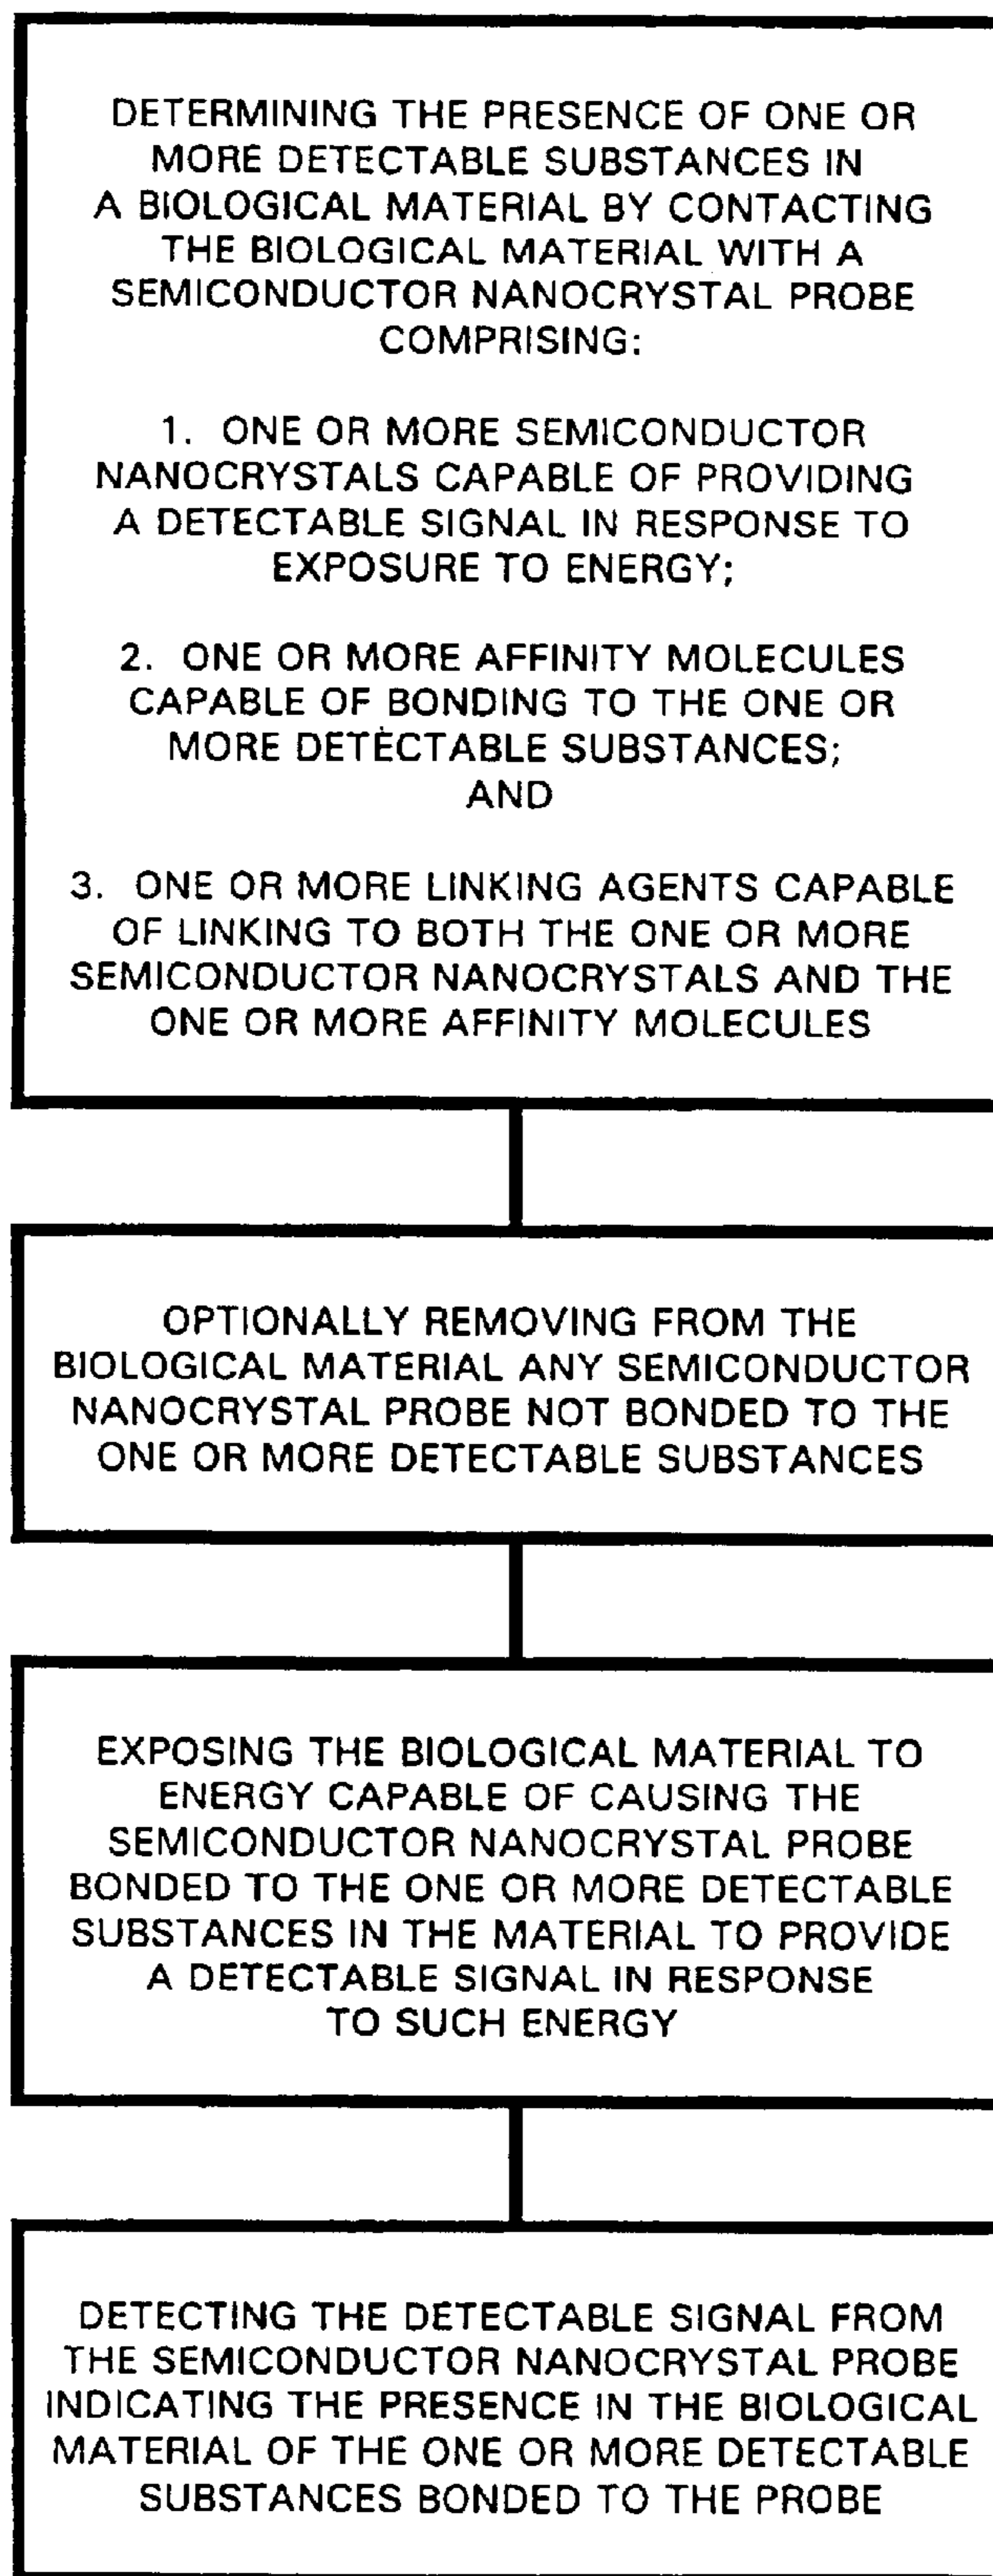 DETERMINING THE PRESENCE OF ONE OR
MORE DETECTABLE SUBSTANCES IN
A BIOLOGICAL MATERIAL BY CONTACTING
THE BIOLOGICAL MATERIAL WITH A
SEMICONDUCTOR NANOCRYSTAL PROBE
COMPRISING:
1. ONE OR MORE SEMICONDUCTOR
NANOCRYSTALS CAPABLE OF PROVIDING
A DETECTABLE SIGNAL IN RESPONSE TO
EXPOSURE TO ENERGY;
2. ONE OR MORE AFFINITY MOLECULES
CAPABLE OF BONDING TO THE ONE OR
MORE DETECTABLE SUBSTANCES;
AND
3. ONE OR MORE LINKING AGENTS CAPABLE
OF LINKING TO BOTH THE ONE OR MORE
SEMICONDUCTOR NANOCRYSTALS AND THE
ONE OR MORE AFFINITY MOLECULES
OPTIONALLY REMOVING FROM THE
BIOLOGICAL MATERIAL ANY SEMICONDUCTOR
NANOCRYSTAL PROBE NOT BONDED TO THE
ONE OR MORE DETECTABLE SUBSTANCES
EXPOSING THE BIOLOGICAL MATERIAL TO
ENERGY CAPABLE OF CAUSING THE
SEMICONDUCTOR NANOCRYSTAL PROBE
BONDED TO THE ONE OR MORE DETECTABLE
SUBSTANCES IN THE MATERIAL TO PROVIDE
A DETECTABLE SIGNAL IN RESPONSE
TO SUCH ENERGY
DETECTING THE DETECTABLE SIGNAL FROM
THE SEMICONDUCTOR NANOCRYSTAL PROBE
INDICATING THE PRESENCE IN THE BIOLOGICAL
MATERIAL OF THE ONE OR MORE DETECTABLE
SUBSTANCES BONDED TO THE PROBE